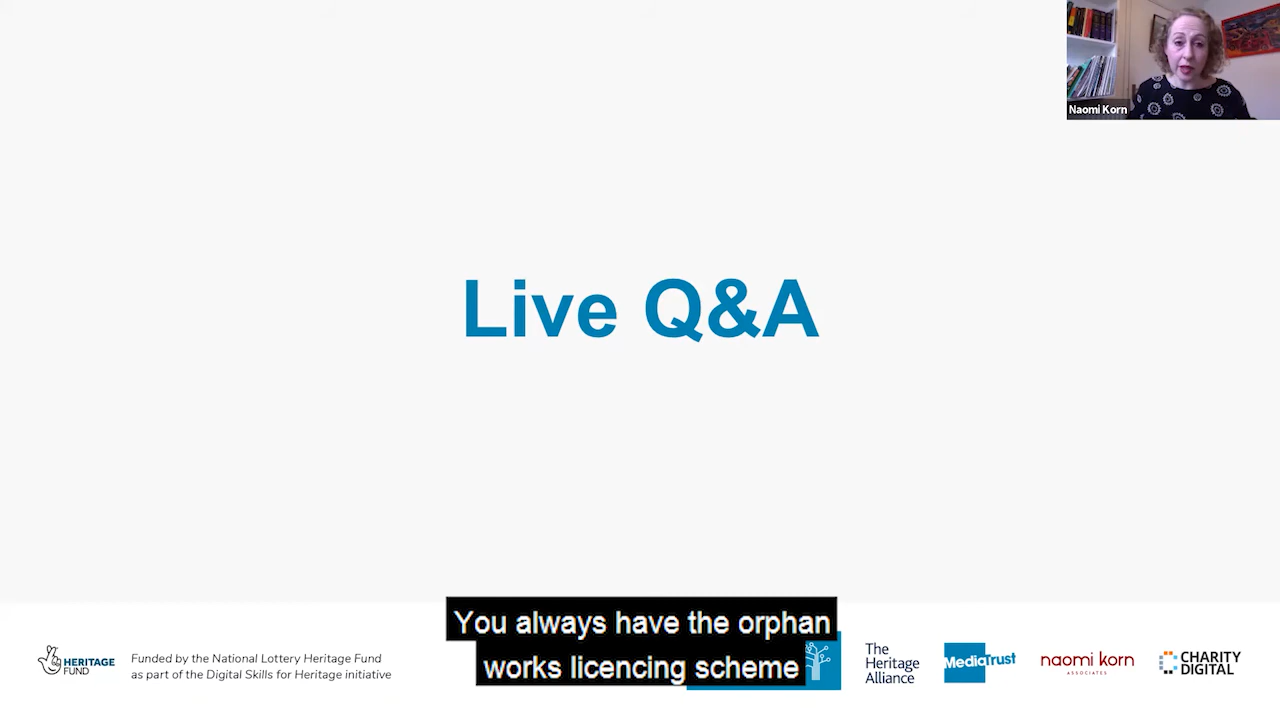 Naomi Korn
Live Q&A
You always have the orphan
works licencing scheme
HERITAGE
FUND
Funded by the National Lottery Heritage Fund
as part of the Digital Skills for Heritage initiative
The
Heritage
Alliance
MediaTrust
naomi korn
ASSOCIATES
CHARITY
DIGITAL